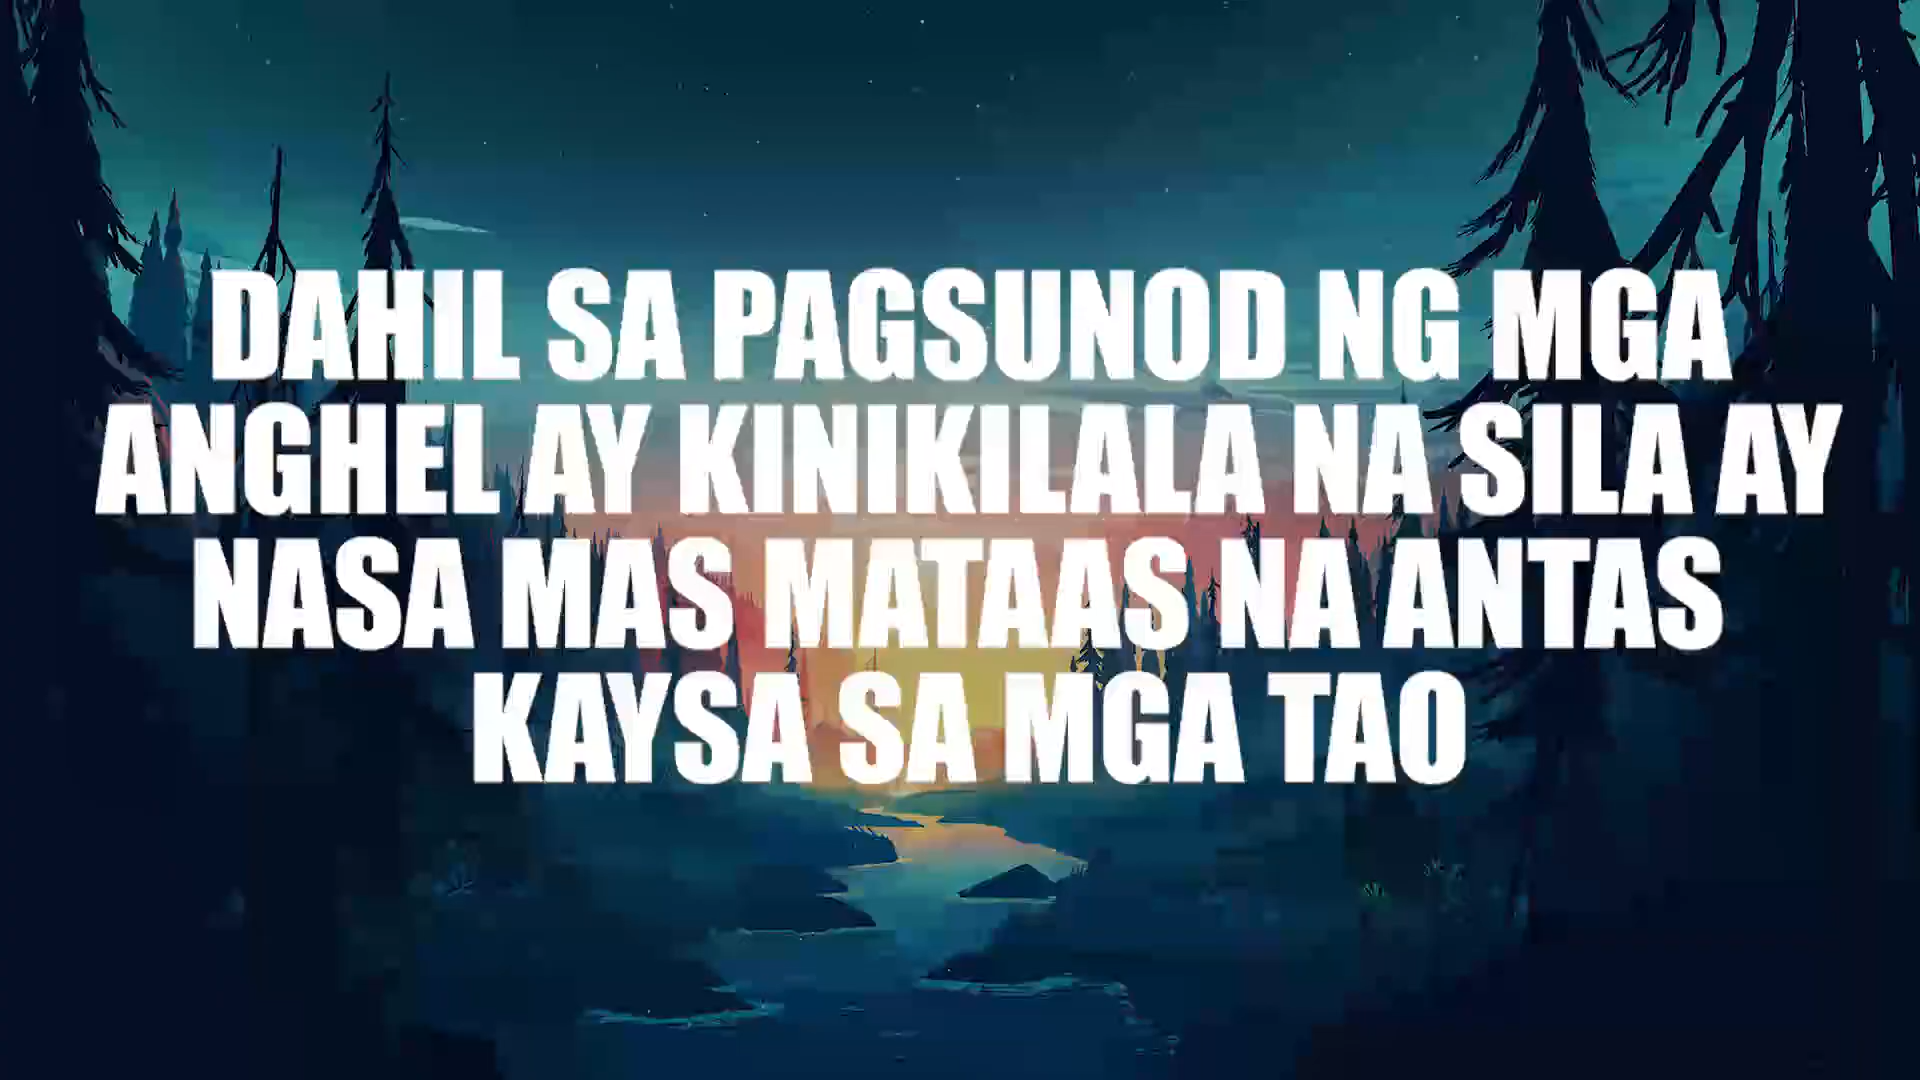 DAHIL SA PAGSUNOD NG MGA
ANGHEL AY KINIKILALA NA SILA AY
NASA MAS MATAAS NA ANTAS
KAYSA SA MGA TAO